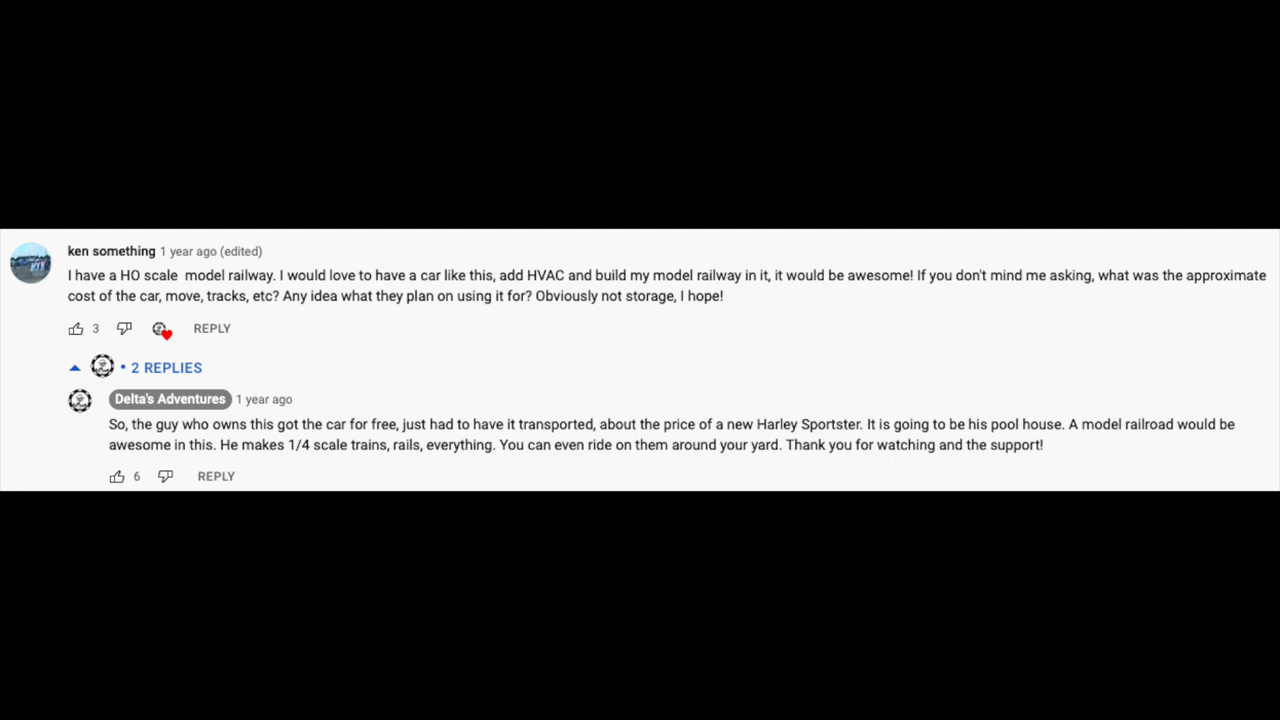 ken something 1 year ago (edited)
I have a HO scale  model railway. I would love to have a car like this, add HVAC and build my model railway in it, it would be awesome! If you don't mind me asking, what was the approximate
cost of the car, move, tracks, etc? Any idea what they plan on using it for? Obviously not storage, I hope!
3 REPLY
• 2 REPLIES
Delta's Adventures 1 year ago
So, the guy who owns this got the car for free, just had to have it transported, about the price of a new Harley Sportster. It is going to be his pool house. A model railroad would be
awesome in this. He makes 1/4 scale trains, rails, everything. You can even ride on them around your yard. Thank you for watching and the support!
6 REPLY